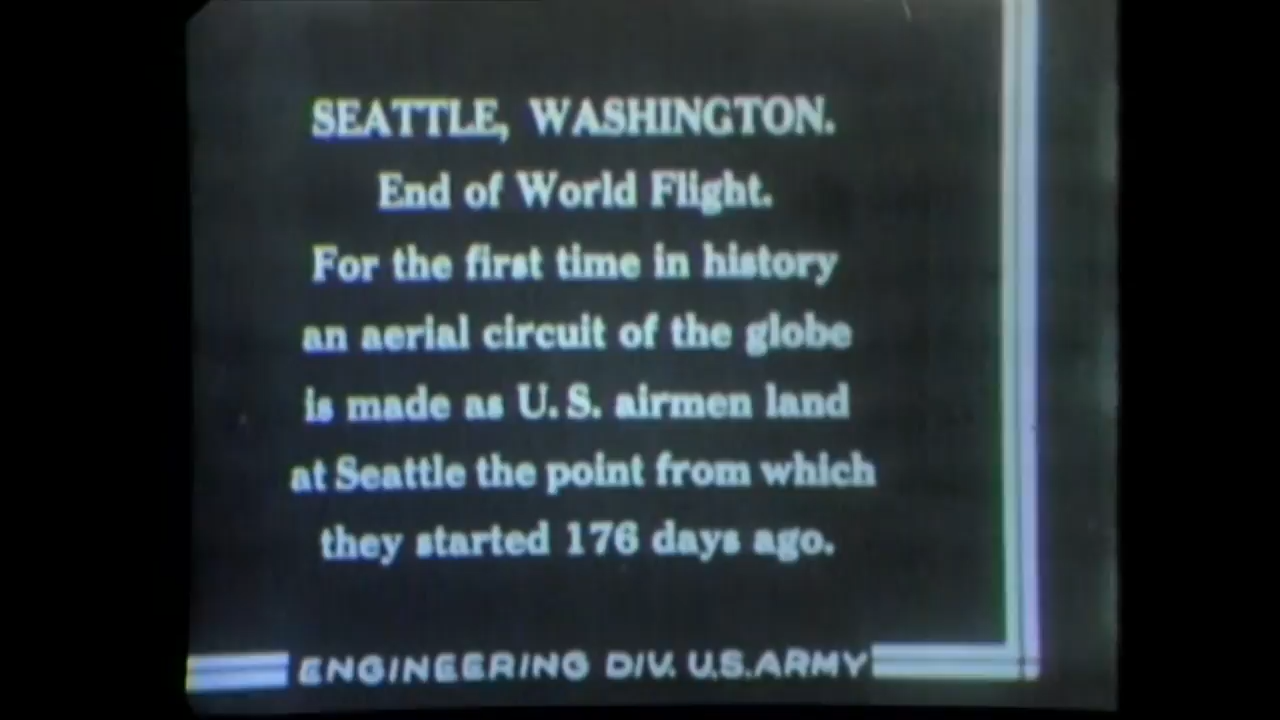 SEATTLE, WASHINGTON.
End of World Flight.
For the first time in history
an aerial circuit of the globe
is made as U.S. airmen land
at Seattle the point from which
they started 176 days ago.
ENGINEERING DIV. U.S. ARMY